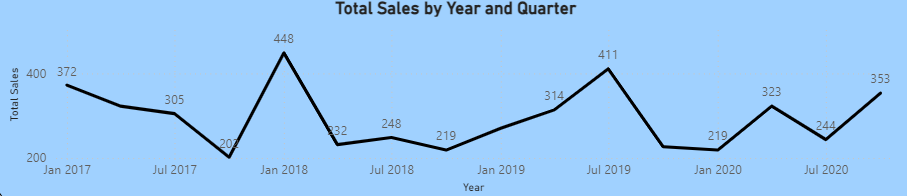 Total Sales by Year and Quarter
448
411
400
372
353
323
314
305
248
244
232
219
219
202
200
Total Sales
Jan 2017
Jul 2017
Jan 2018
Jul 2018
Jan 2019
Jul 2019
Jan 2020
Jul 2020
Year